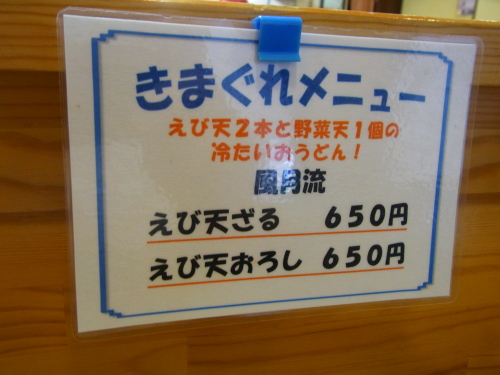 きまぐれメニュー
えび天２本と野菜天１個の
冷たいおうどん！
風月流
えび天ざる ６５０円
えび天おろし ６５０円